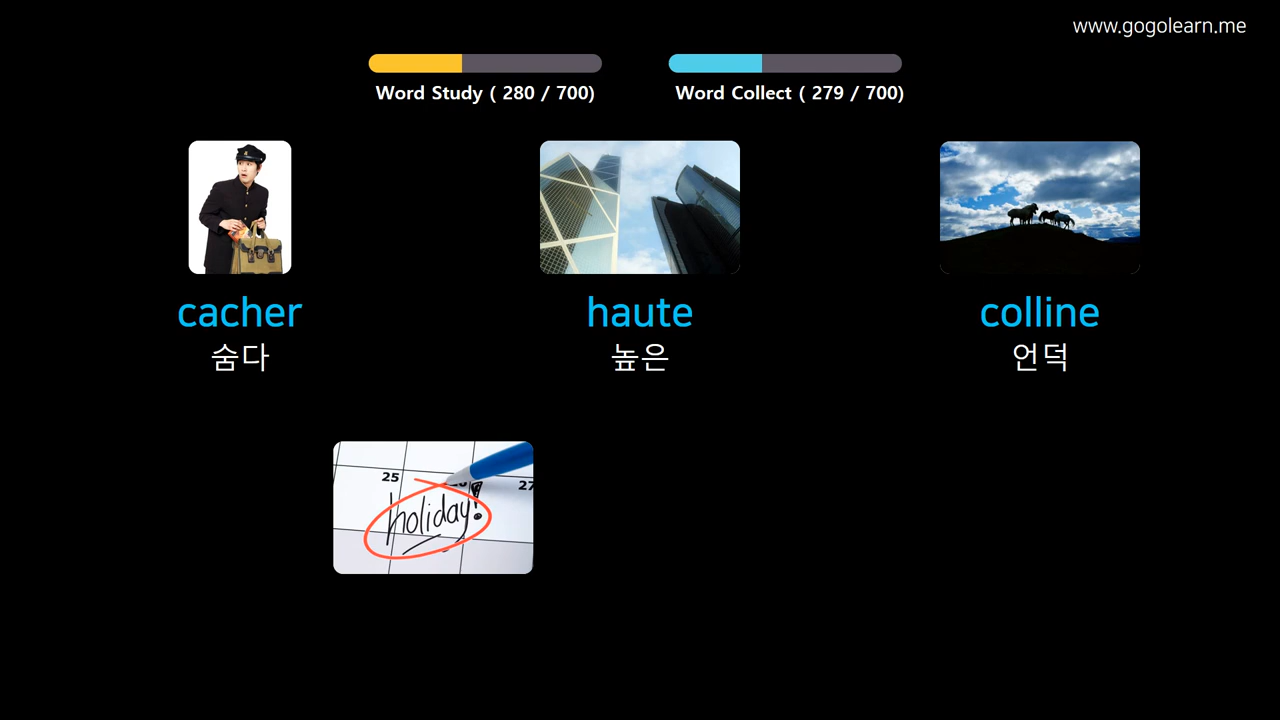 www.gogolearn.me
Word Study ( 280 / 700)
Word Collect ( 279 / 700)
cacher
haute
colline
숨다
높은
언덕
25
27
holiday!